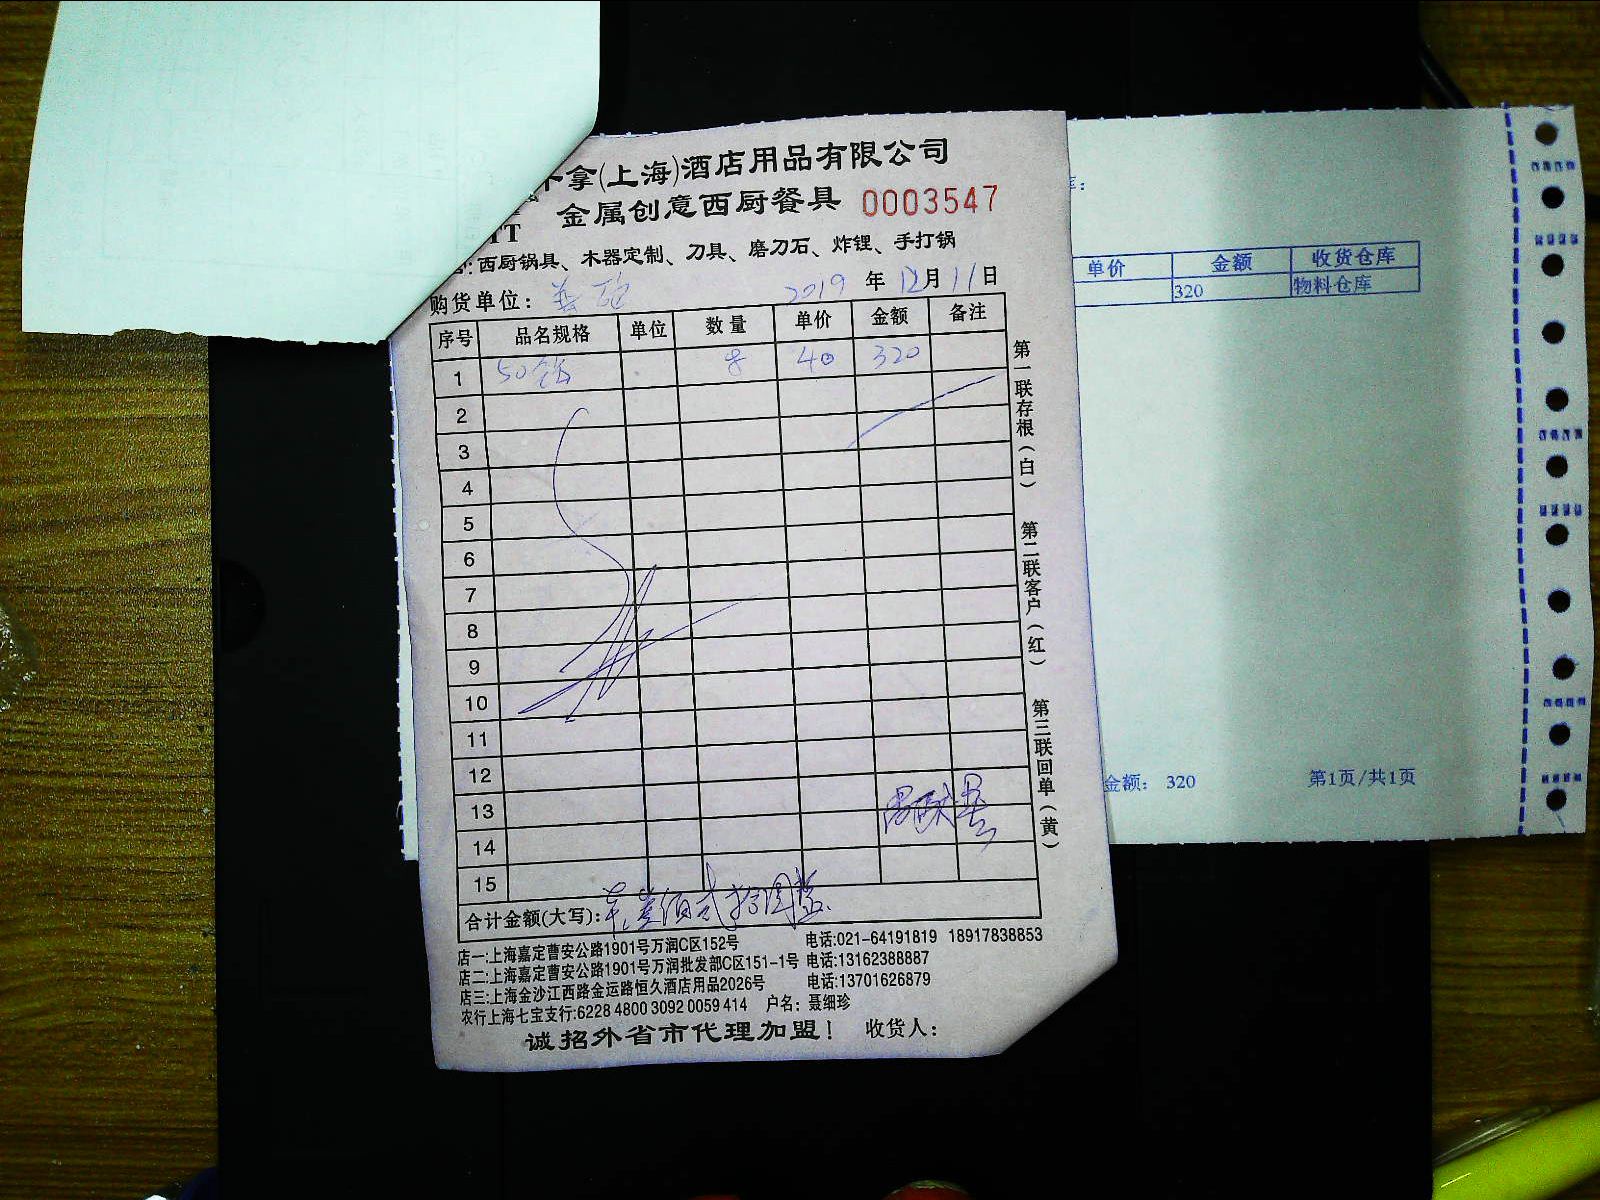 拿(上海)酒店用品有限公司
金属创意西厨餐具 0003547
TT
:西厨锅具、木器定制、刀具、磨刀石、炸锂、手打锅
购货单位: 2019年12月11日
序号 品名规格 单位 数量 单价 金额 备注
1 50 8 40 320
2
3
4
5
6
7
8
9
10
11
12
13
14
15
合计金额(大写):
店一:上海嘉定曹安公路1901号万润C区152号 电话:021-64191819 18917838853
店二:上海嘉定曹安公路1901号万润批发部C区151-1号 电话:13162388887
店三:上海金沙江西路金运路恒久酒店用品2026号 电话:13701626879
农行上海七宝支行:6228 4800 3092 0059 414 户名:聂细珍
诚招外省市代理加盟! 收货人:
第一联存根(白)
第二联客户(红)
第三联回单(黄)
库:
单价 金额 收货仓库
320 物料仓库
金额: 320 第1页/共1页